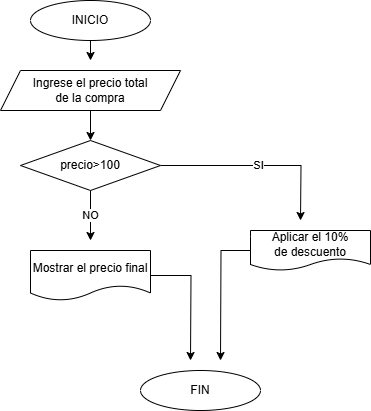 INICIO
Ingrese el precio total
de la compra
precio>100
SI
NO
Aplicar el 10%
de descuento
Mostrar el precio final
FIN